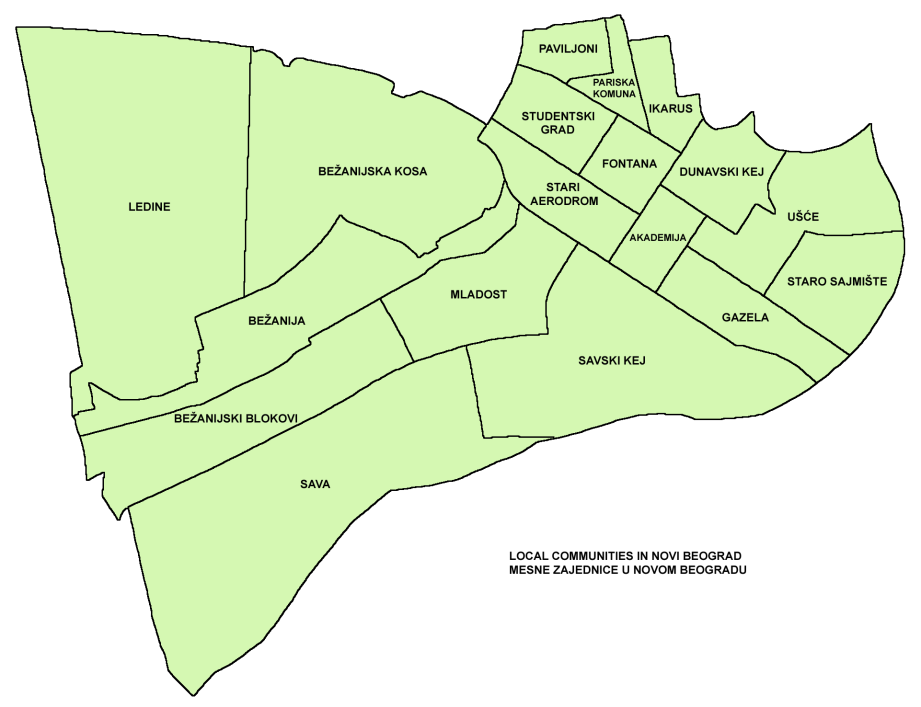 PAVILJONI
PARISKA
KOMUNA
IKARUS
STUDENTSKI
GRAD
FONTANA
DUNAVSKI KEJ
BEŽANIJSKA KOSA
STARI
AERODROM
LEDINE
UŠĆE
AKADEMIJA
STARO SAJMIŠTE
MLADOST
GAZELA
BEŽANIJA
SAVSKI KEJ
BEŽANIJSKI BLOKOVI
SAVA
LOCAL COMMUNITIES IN NOVI BEOGRAD
MESNE ZAJEDNICE U NOVOM BEOGRADU